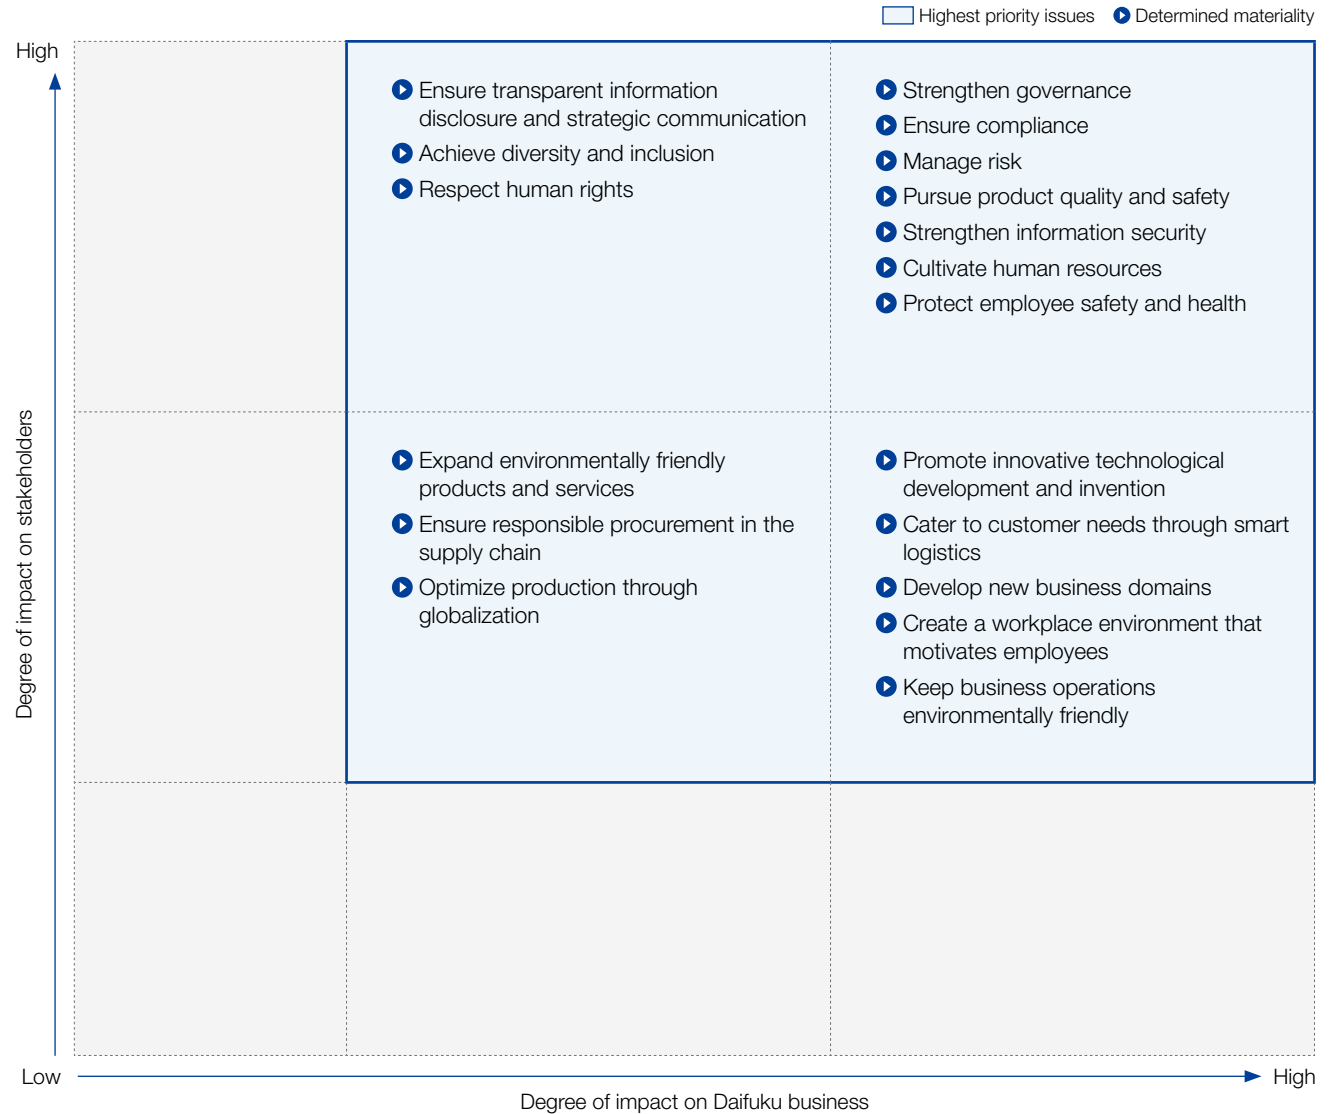 Highest priority issues
Determined materiality
High
Ensure transparent information
disclosure and strategic communication
Achieve diversity and inclusion
Respect human rights
Strengthen governance
Ensure compliance
Manage risk
Pursue product quality and safety
Strengthen information security
Cultivate human resources
Protect employee safety and health
Degree of impact on stakeholders
Expand environmentally friendly
products and services
Ensure responsible procurement in the
supply chain
Optimize production through
globalization
Promote innovative technological
development and invention
Cater to customer needs through smart
logistics
Develop new business domains
Create a workplace environment that
motivates employees
Keep business operations
environmentally friendly
Low
High
Degree of impact on Daifuku business